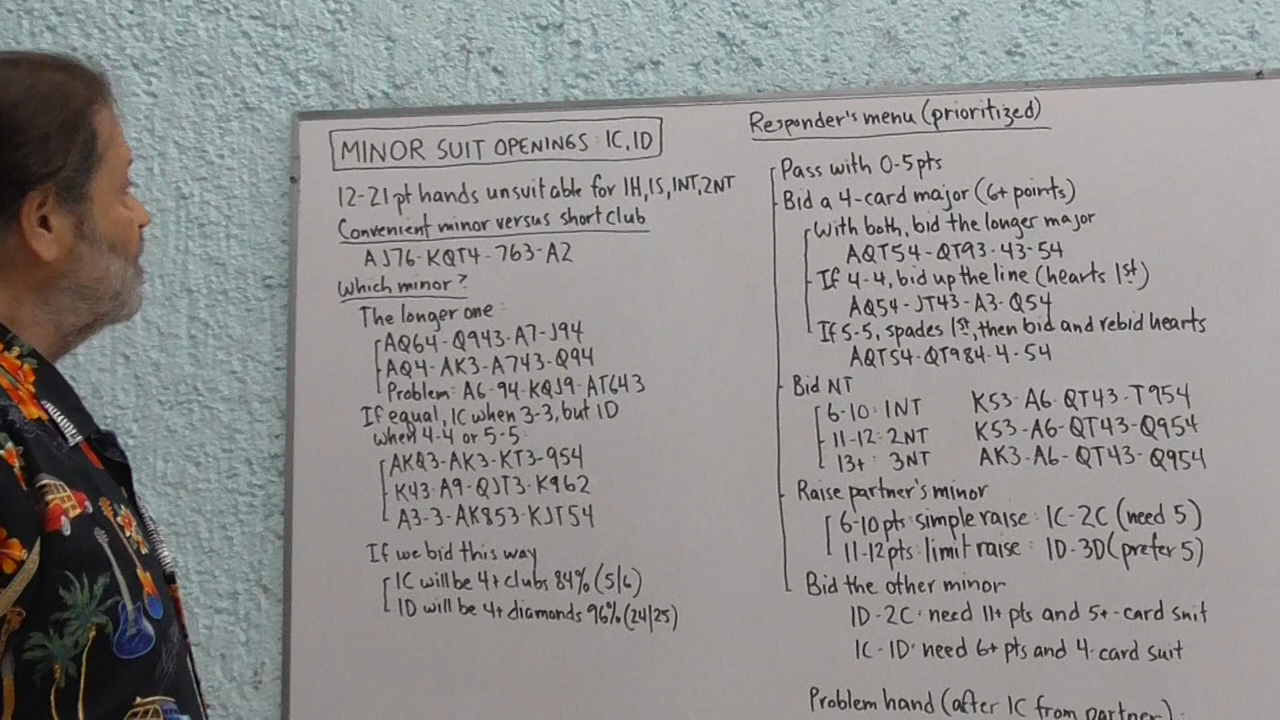 MINOR SUIT OPENINGS: 1C, 1D
12-21 pt hands unsuitable for 1H, 1S, 1NT, 2NT
Convenient minor versus short club
AJ76-KQT4-763-A2
Which minor?
The longer one:
AQ64-Q943-A7-J94
AQ4-AK3-A743-Q94
Problem: A6-94-KQJ9-AT643
If equal, 1C when 3-3, but 1D
when 4-4 or 5-5:
AKQ3-AK3-KT3-954
K43-A9-QJT3-K962
A3-3-AK853-KJT54
If we bid this way
1C will be 4+ clubs 84% (5/6)
1D will be 4+ diamonds 96% (24/25)
Responder's menu (prioritized)
Pass with 0-5 pts
Bid a 4-card major (6+ points)
With both, bid the longer major
AQT54-QT93-43-54
If 4-4, bid up the line (hearts 1st)
AQ54-JT43-A3-Q54
If 5-5, spades 1st, then bid and rebid hearts
AQT54-QT984-4-54
Bid NT
6-10: 1NT K53-A6-QT43-T954
11-12: 2NT K53-A6-QT43-Q954
13+: 3NT AK3-A6-QT43-Q954
Raise partner's minor
6-10 pts: simple raise: 1C-2C (need 5)
11-12 pts: limit raise: 1D-3D (prefer 5)
Bid the other minor
1D-2C: need 11+ pts and 5+-card suit
1C-1D: need 6+ pts and 4-card suit
Problem hand (after 1C from partner):